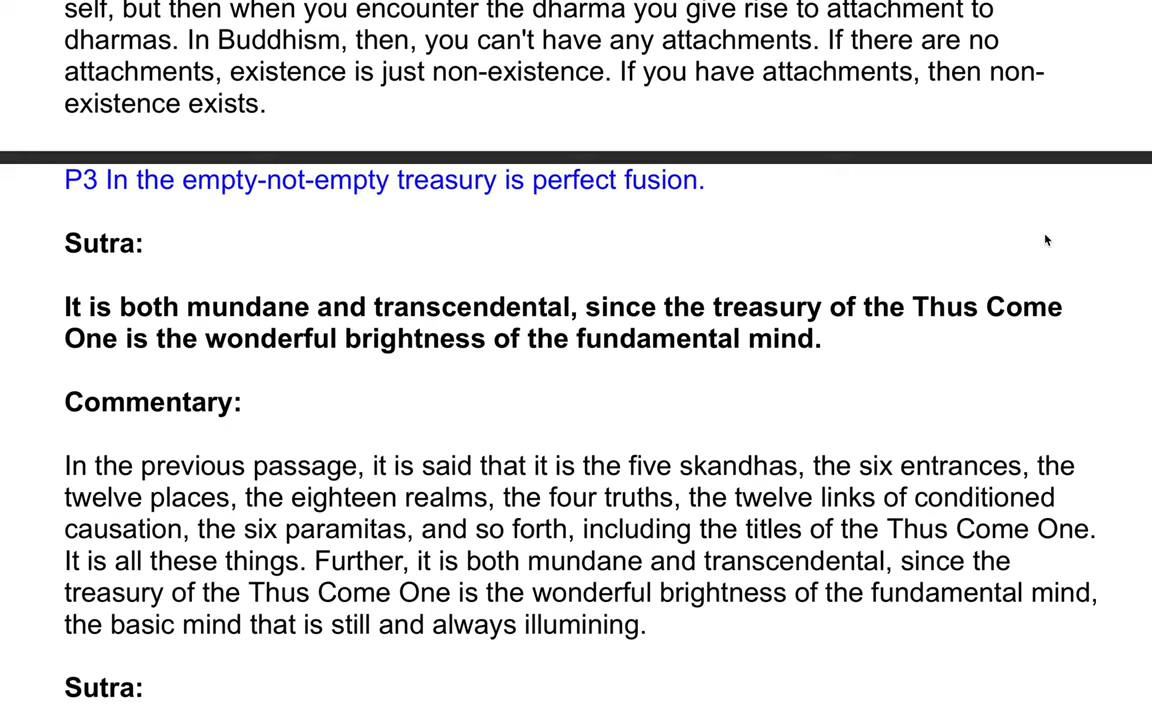 self, but then when you encounter the dharma you give rise to attachment to
dharmas. In Buddhism, then, you can't have any attachments. If there are no
attachments, existence is just non-existence. If you have attachments, then non-
existence exists.
P3 In the empty-not-empty treasury is perfect fusion.
Sutra:
It is both mundane and transcendental, since the treasury of the Thus Come
One is the wonderful brightness of the fundamental mind.
Commentary:
In the previous passage, it is said that it is the five skandhas, the six entrances, the
twelve places, the eighteen realms, the four truths, the twelve links of conditioned
causation, the six paramitas, and so forth, including the titles of the Thus Come One.
It is all these things. Further, it is both mundane and transcendental, since the
treasury of the Thus Come One is the wonderful brightness of the fundamental mind,
the basic mind that is still and always illumining.
Sutra: